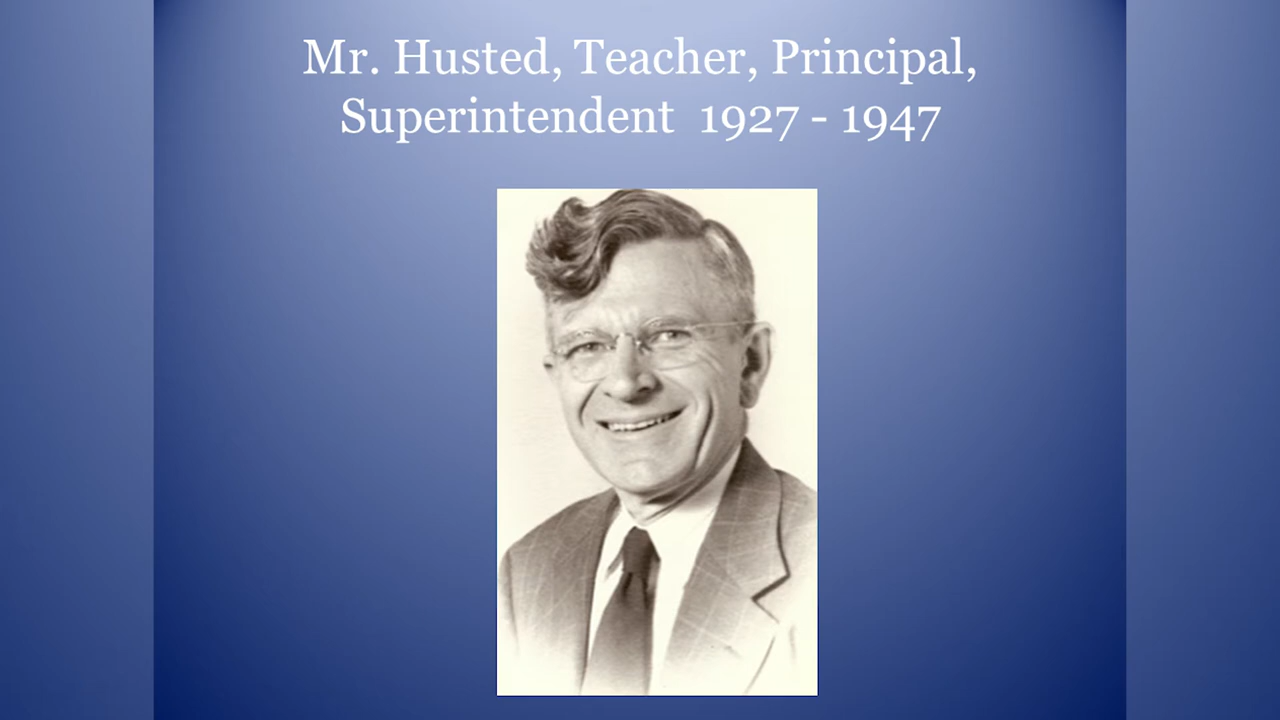 Mr. Husted, Teacher, Principal,
Superintendent  1927 - 1947